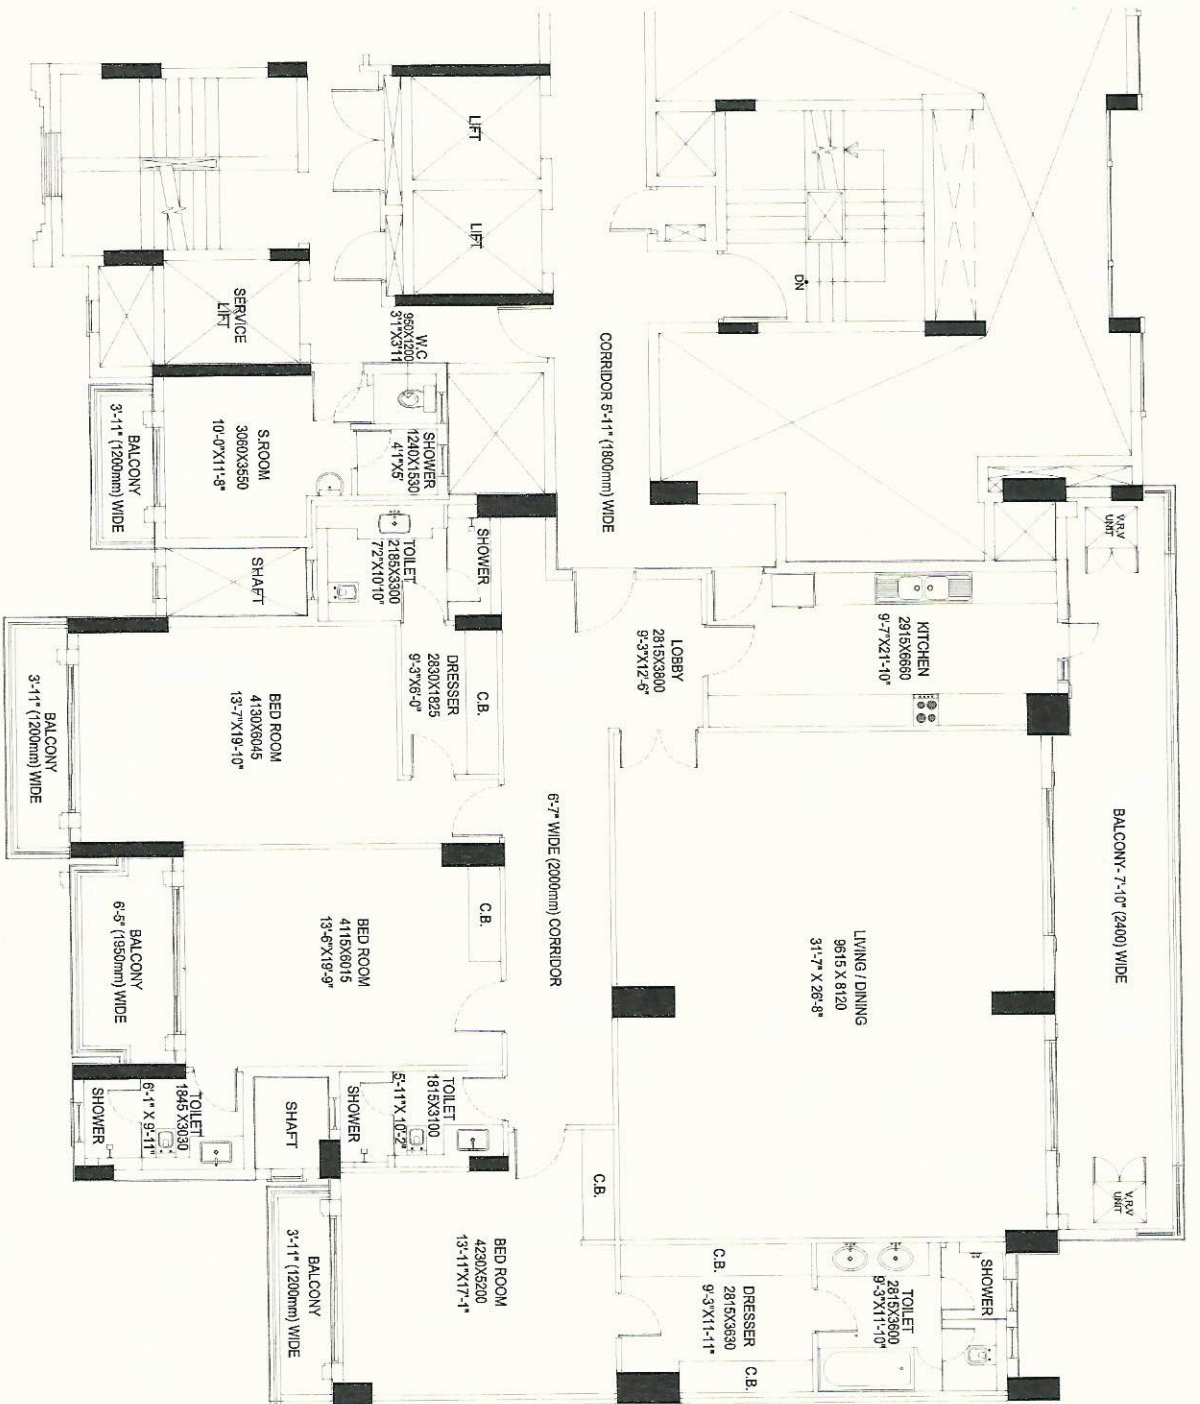 LIFT
LIFT
DN
SERVICE
LIFT
W.C
950X1200
3'1"X3'11
CORRIDOR 5'-11" (1800mm) WIDE
S.ROOM
3060X3550
10'-0"X11'-8"
BALCONY
3'-11" (1200mm) WIDE
SHOWER
1240X1530
4'1"X5'
SHOWER
TOILET
2185X3300
7'2"X10'10"
SHAFT
V.R.V
UNIT
KITCHEN
2915X6660
9'-7"X21'-10"
LOBBY
2815X3800
9'-3"X12'-6"
DRESSER
2830X1825
9'-3"X6'-0"
C.B.
BED ROOM
4130X6045
13'-7"X19'-10"
BALCONY
3'-11" (1200mm) WIDE
6'-7" WIDE (2000mm) CORRIDOR
BALCONY- 7'-10" (2400) WIDE
LIVING / DINING
9615 X 8120
31'-7" X 26'-8"
C.B.
BED ROOM
4115X6015
13'-6"X19'-9"
BALCONY
6'-5" (1950mm) WIDE
TOILET
1815X3100
5'-11"X 10'-2"
SHOWER
SHAFT
TOILET
1845 X3030
6'-1" X 9'-11"
SHOWER
C.B.
V.R.V
UNIT
BED ROOM
4230X5200
13'-11"X17'-1"
BALCONY
3'-11" (1200mm) WIDE
C.B.
DRESSER
2815X3630
9'-3"X11-11"
C.B.
TOILET
2815X3600
9'-3"X11'-10"
SHOWER